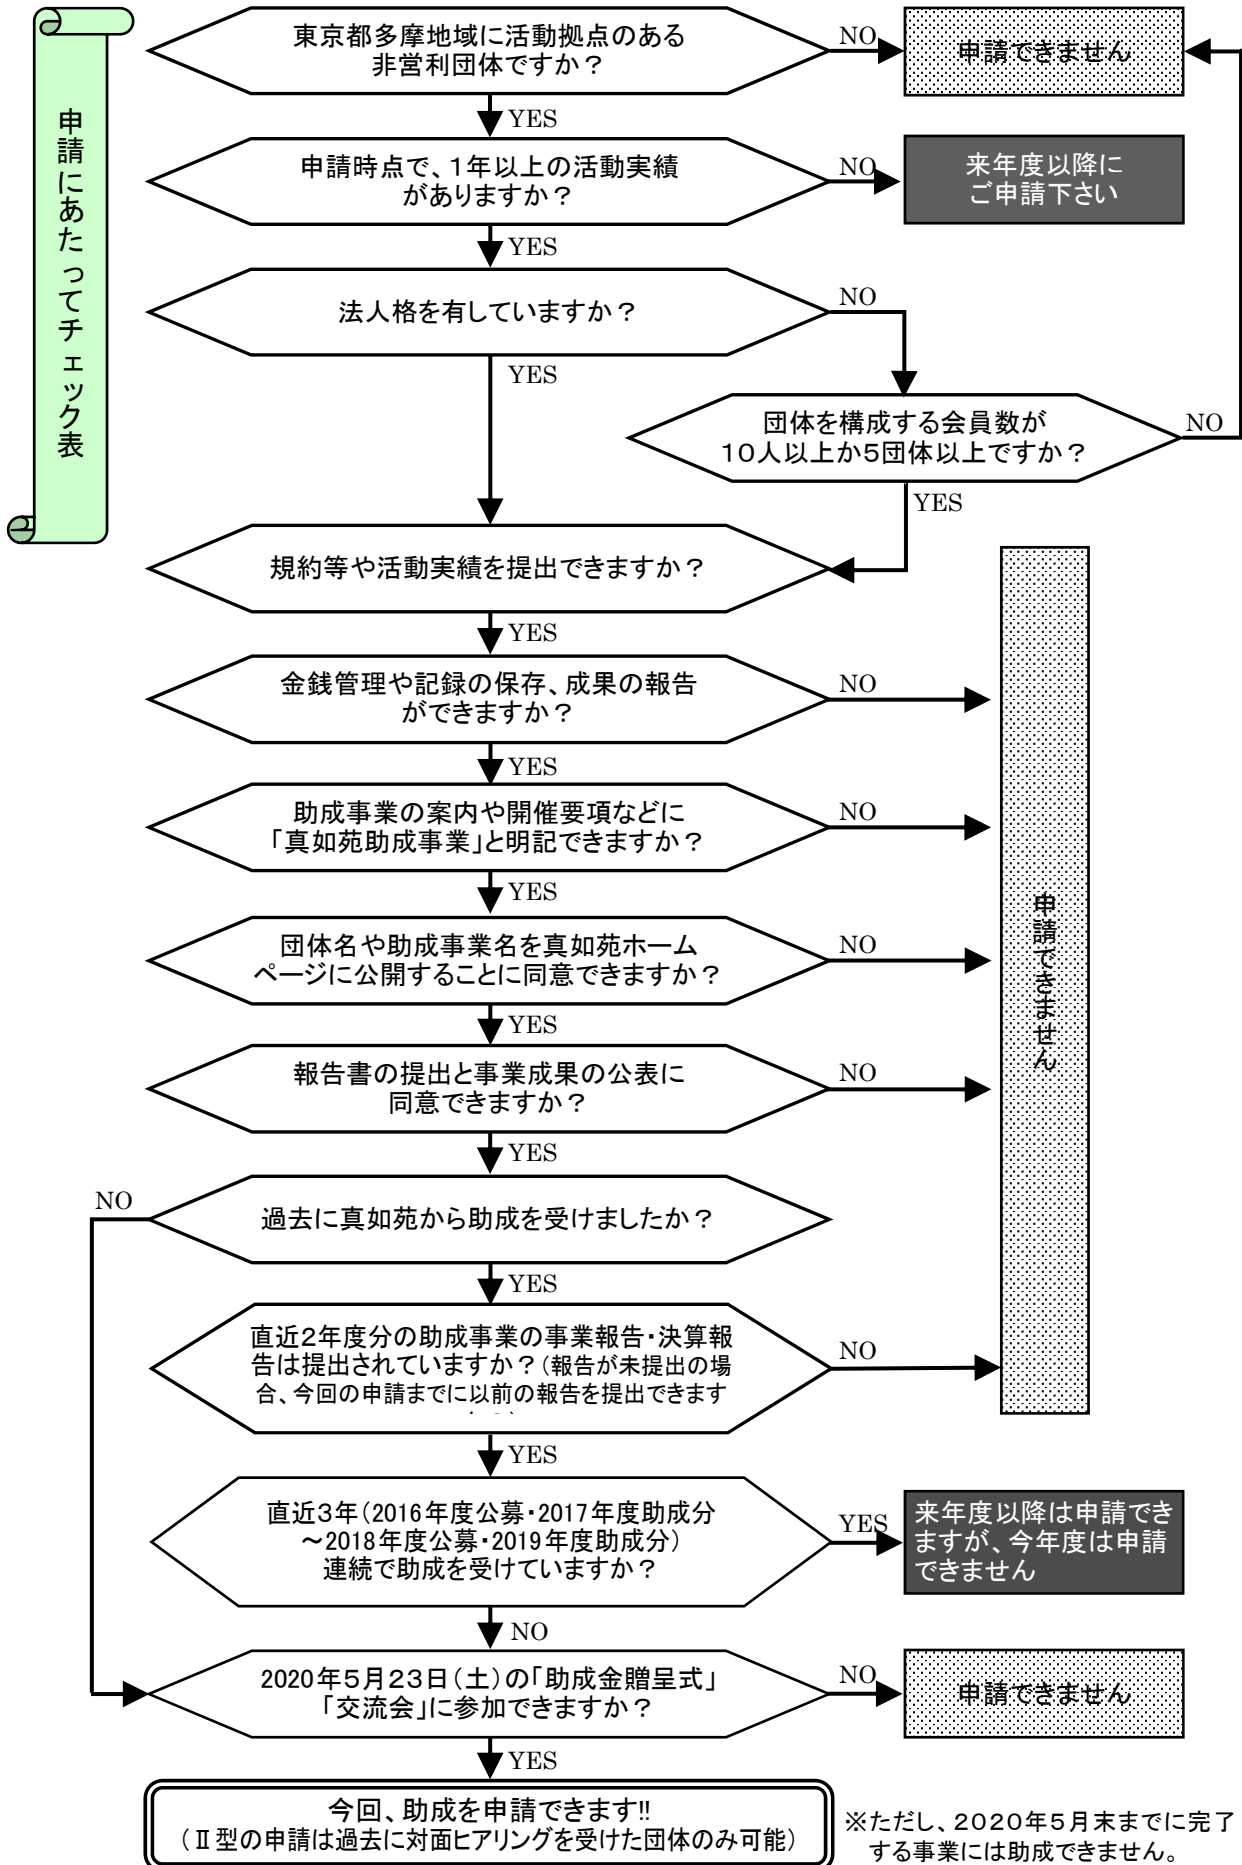 申請にあたってチェック表
東京都多摩地域に活動拠点のある
非営利団体ですか？
NO
申請できません
YES
申請時点で、1年以上の活動実績
がありますか？
NO
来年度以降に
ご申請下さい
YES
法人格を有していますか？
NO
YES
団体を構成する会員数が
10人以上か5団体以上ですか？
NO
YES
規約等や活動実績を提出できますか？
YES
金銭管理や記録の保存、成果の報告
ができますか？
NO
YES
助成事業の案内や開催要項などに
「真如苑助成事業」と明記できますか？
NO
YES
団体名や助成事業名を真如苑ホーム
ページに公開することに同意できますか？
NO
申請できません
YES
報告書の提出と事業成果の公表に
同意できますか？
NO
YES
NO
過去に真如苑から助成を受けましたか？
YES
直近2年度分の助成事業の事業報告・決算報
告は提出されていますか？（報告が未提出の場
合、今回の申請までに以前の報告を提出できます
NO
YES
直近3年（2016年度公募・2017年度助成分
～2018年度公募・2019年度助成分）
連続で助成を受けていますか？
YES
来年度以降は申請でき
ますが、今年度は申請
できません
NO
2020年5月23日（土）の「助成金贈呈式」
「交流会」に参加できますか？
NO
申請できません
YES
今回、助成を申請できます!!
（Ⅱ型の申請は過去に対面ヒアリングを受けた団体のみ可能）
※ただし、2020年5月末までに完了
する事業には助成できません。